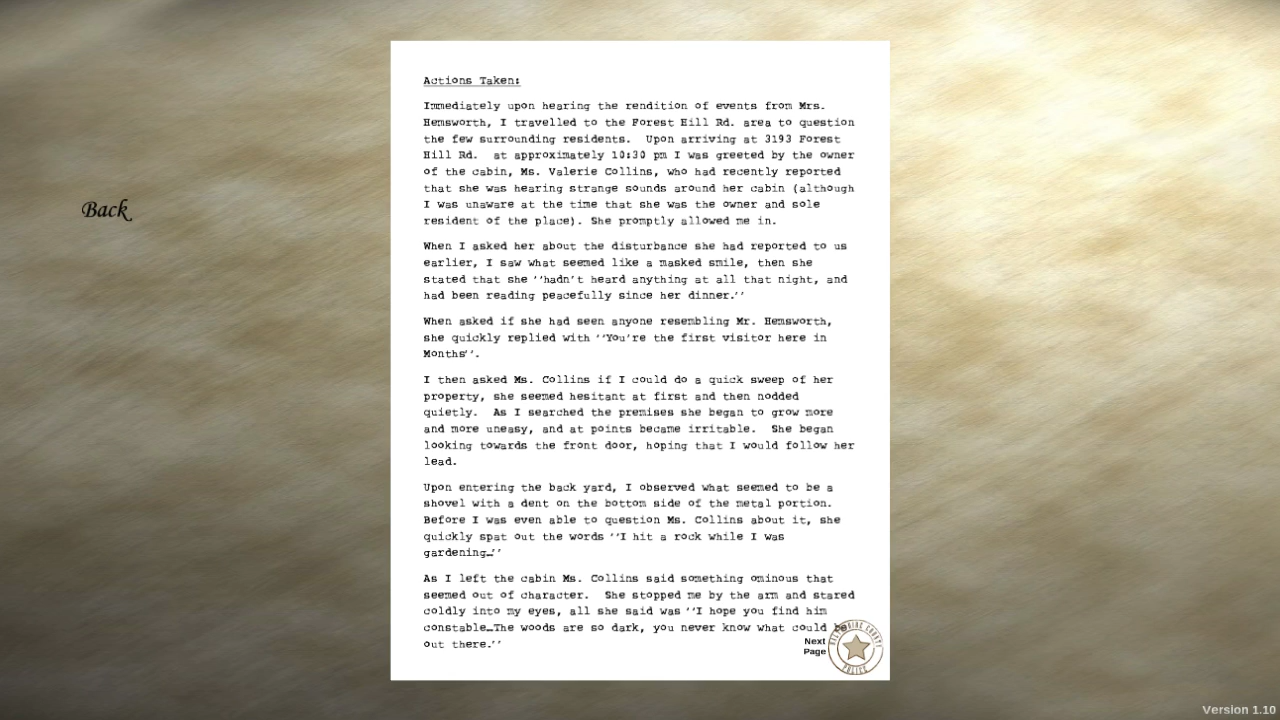 Actions Taken:
Immediately upon hearing the rendition of events from Mrs.
Hemsworth, I travelled to the Forest Hill Rd. area to question
the few surrounding residents.  Upon arriving at 3193 Forest
Hill Rd.  at approximately 10:30 pm I was greeted by the owner
of the cabin, Ms. Valerie Collins, who had recently reported
that she was hearing strange sounds around her cabin (although
I was unaware at the time that she was the owner and sole
resident of the place). She promptly allowed me in.
When I asked her about the disturbance she had reported to us
earlier, I saw what seemed like a masked smile, then she
stated that she ''hadn't heard anything at all that night, and
had been reading peacefully since her dinner.''
When asked if she had seen anyone resembling Mr. Hemsworth,
she quickly replied with ''You're the first visitor here in
Months''.
I then asked Ms. Collins if I could do a quick sweep of her
property, she seemed hesitant at first and then nodded
quietly.  As I searched the premises she began to grow more
and more uneasy, and at points became irritable.  She began
looking towards the front door, hoping that I would follow her
lead.
Upon entering the back yard, I observed what seemed to be a
shovel with a dent on the bottom side of the metal portion.
Before I was even able to question Ms. Collins about it, she
quickly spat out the words ''I hit a rock while I was
gardening…''
As I left the cabin Ms. Collins said something ominous that
seemed out of character.  She stopped me by the arm and stared
coldly into my eyes, all she said was ''I hope you find him
constable…The woods are so dark, you never know what could be
out there.''
Back
Next
Page
COUNTY
POLICE
Version 1.10